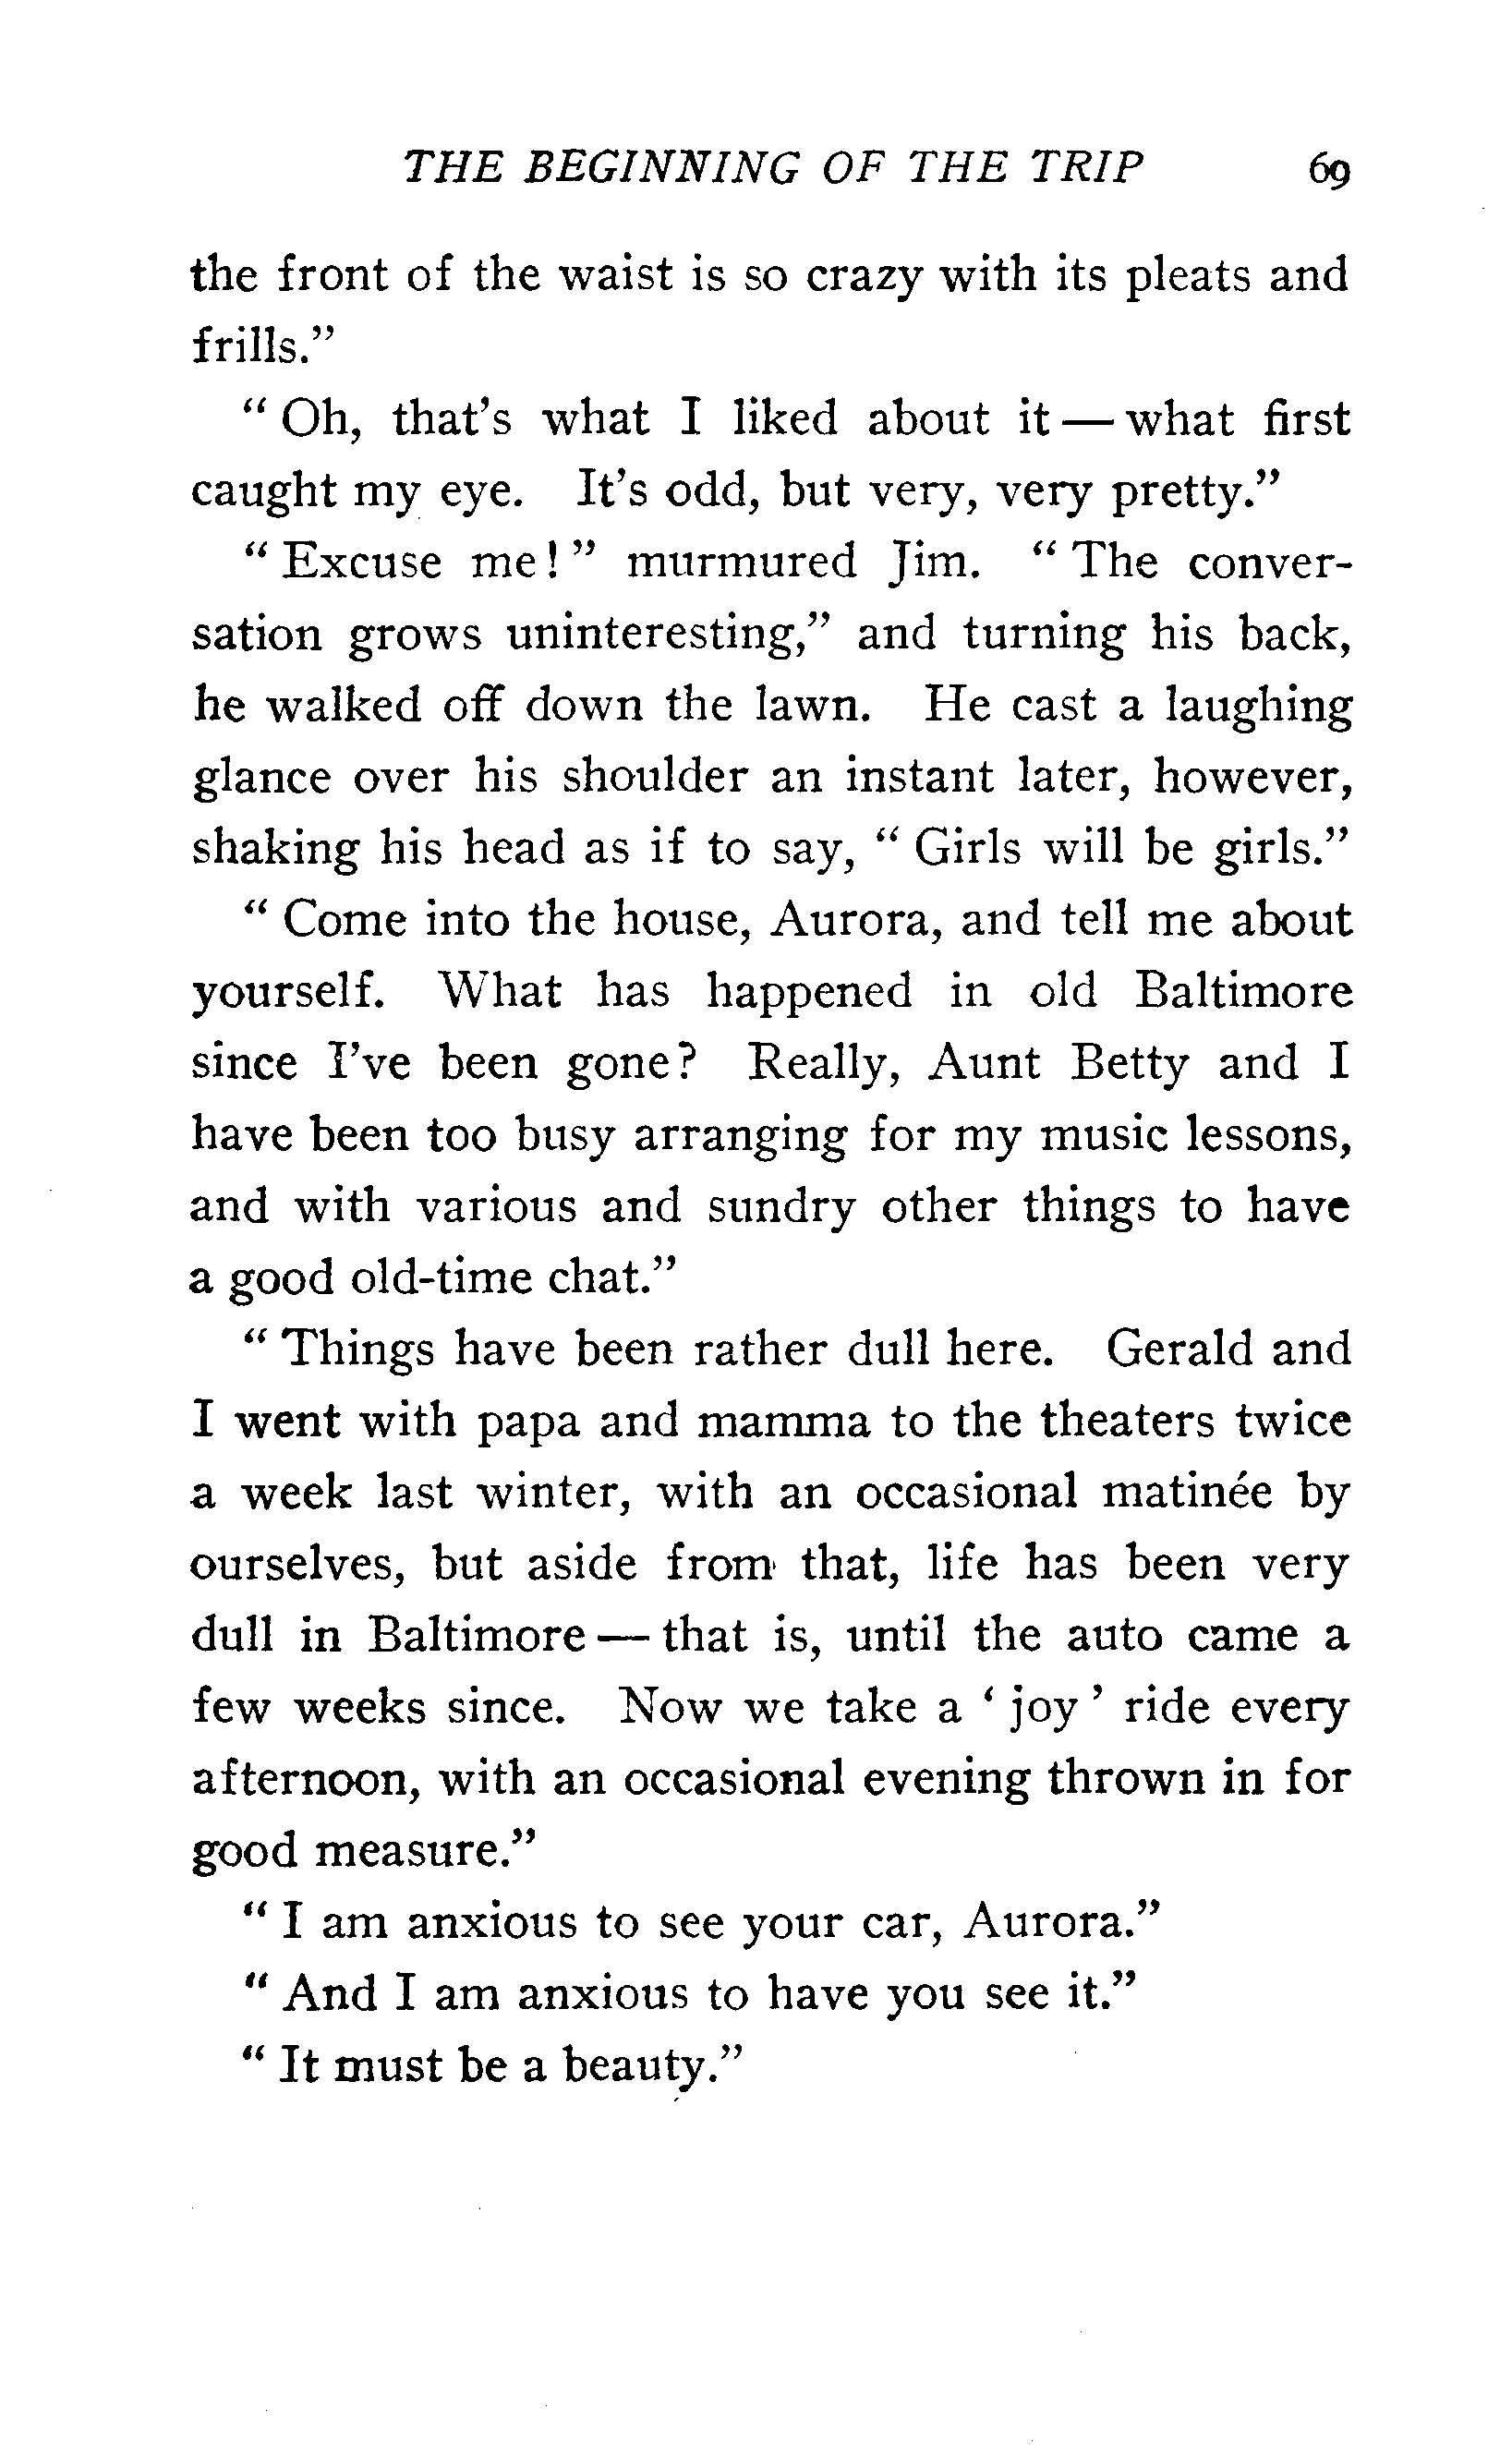 THE BEGINNING OF THE TRIP 69
the front of the waist is so crazy with its pleats and
frills."
" Oh, that's what I liked about it — what first
caught my eye. It's odd, but very, very pretty."
" Excuse me! " murmured Jim. " The conver-
sation grows uninteresting," and turning his back,
he walked off down the lawn. He cast a laughing
glance over his shoulder an instant later, however,
shaking his head as if to say, " Girls will be girls."
" Come into the house, Aurora, and tell me about
yourself. What has happened in old Baltimore
since I've been gone? Really, Aunt Betty and I
have been too busy arranging for my music lessons,
and with various and sundry other things to have
a good old-time chat."
" Things have been rather dull here. Gerald and
I went with papa and mamma to the theaters twice
a week last winter, with an occasional matinée by
ourselves, but aside from that, life has been very
dull in Baltimore — that is, until the auto came a
few weeks since. Now we take a ‘ joy ’ ride every
afternoon, with an occasional evening thrown in for
good measure."
" I am anxious to see your car, Aurora."
" And I am anxious to have you see it."
" It must be a beauty."